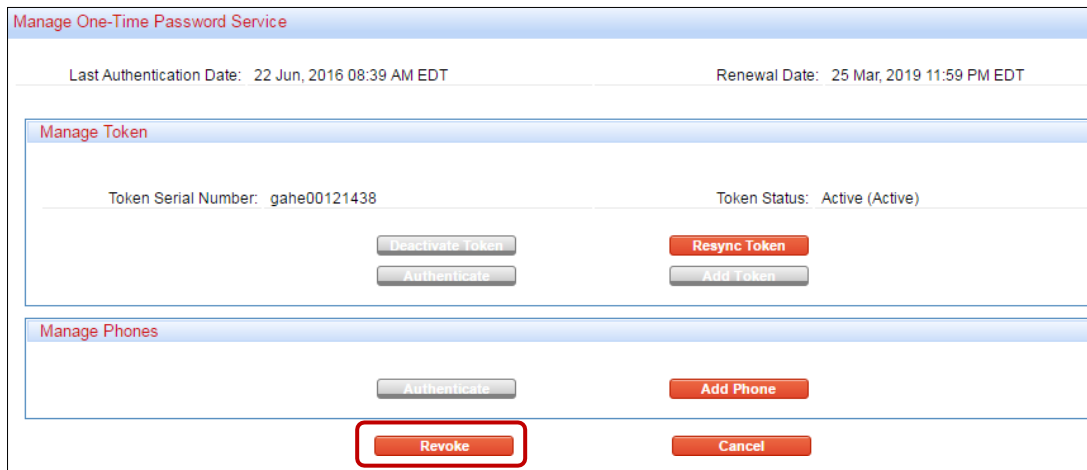 Manage One-Time Password Service
Last Authentication Date: 22 Jun, 2016 08:39 AM EDT Renewal Date: 25 Mar, 2019 11:59 PM EDT
Manage Token
Token Serial Number: gahe00121438 Token Status: Active (Active)
Deactivate Token Resync Token
Authenticate Add Token
Manage Phones
Authenticate Add Phone
Revoke Cancel